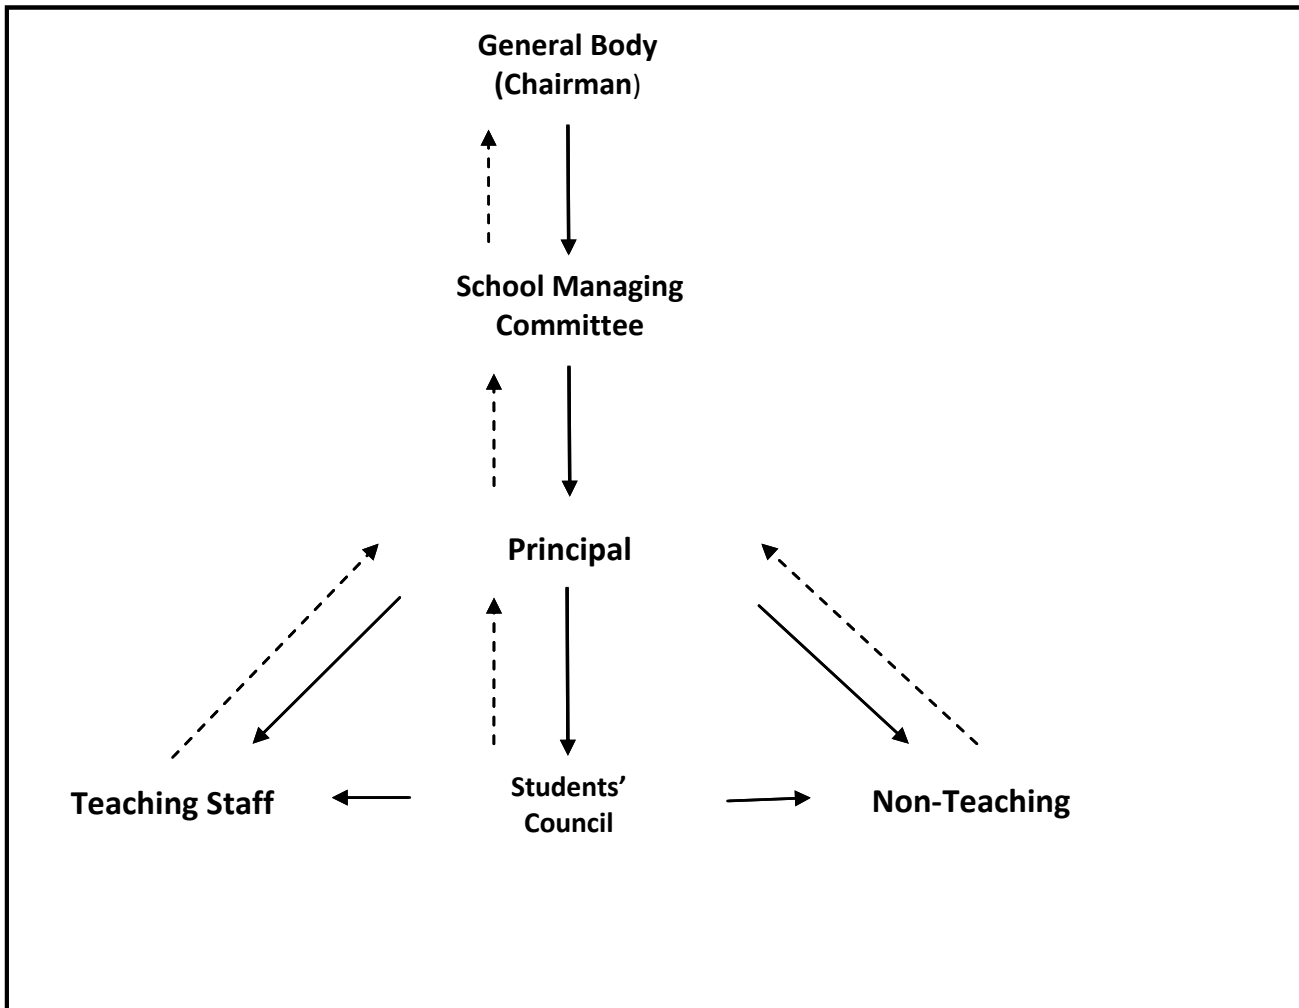 General Body
(Chairman)
School Managing
Committee
Principal
Teaching Staff
Students’
Council
Non-Teaching